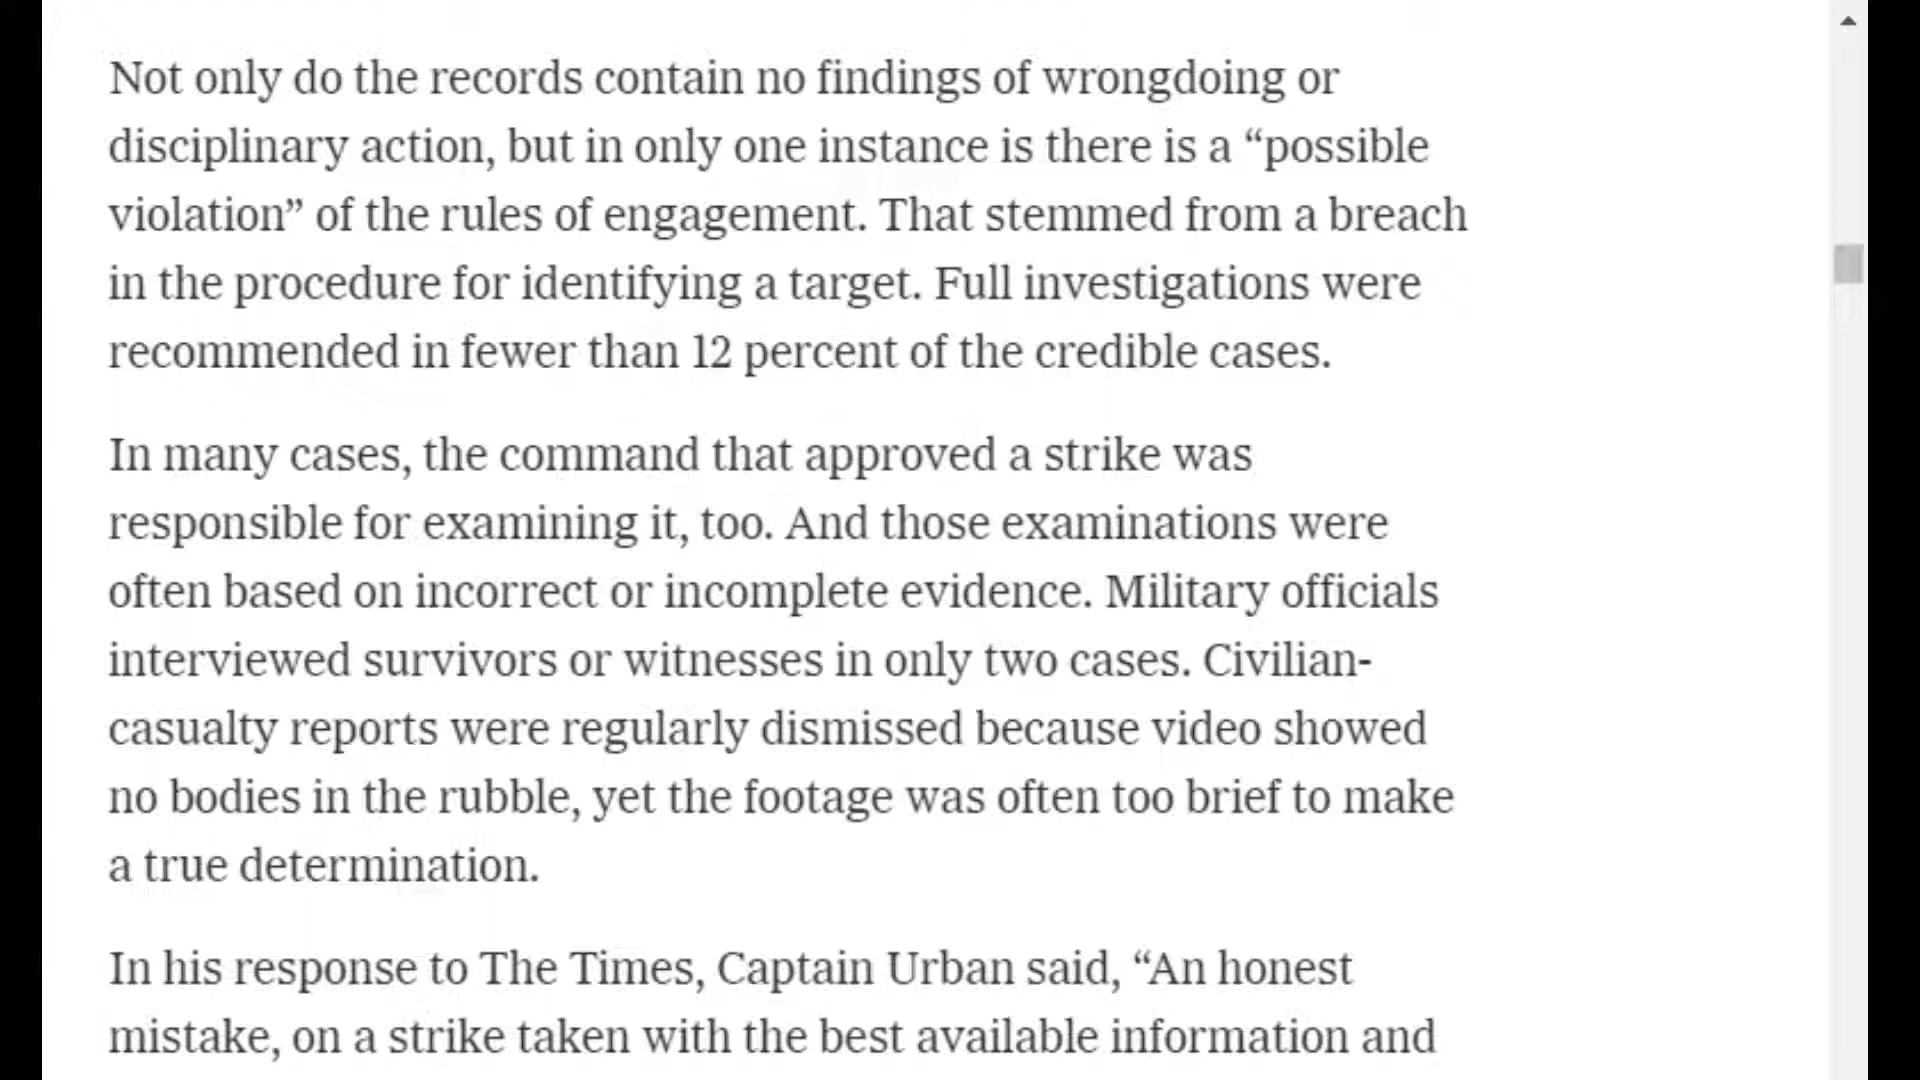 Not only do the records contain no findings of wrongdoing or
disciplinary action, but in only one instance is there is a “possible
violation” of the rules of engagement. That stemmed from a breach
in the procedure for identifying a target. Full investigations were
recommended in fewer than 12 percent of the credible cases.
In many cases, the command that approved a strike was
responsible for examining it, too. And those examinations were
often based on incorrect or incomplete evidence. Military officials
interviewed survivors or witnesses in only two cases. Civilian-
casualty reports were regularly dismissed because video showed
no bodies in the rubble, yet the footage was often too brief to make
a true determination.
In his response to The Times, Captain Urban said, “An honest
mistake, on a strike taken with the best available information and